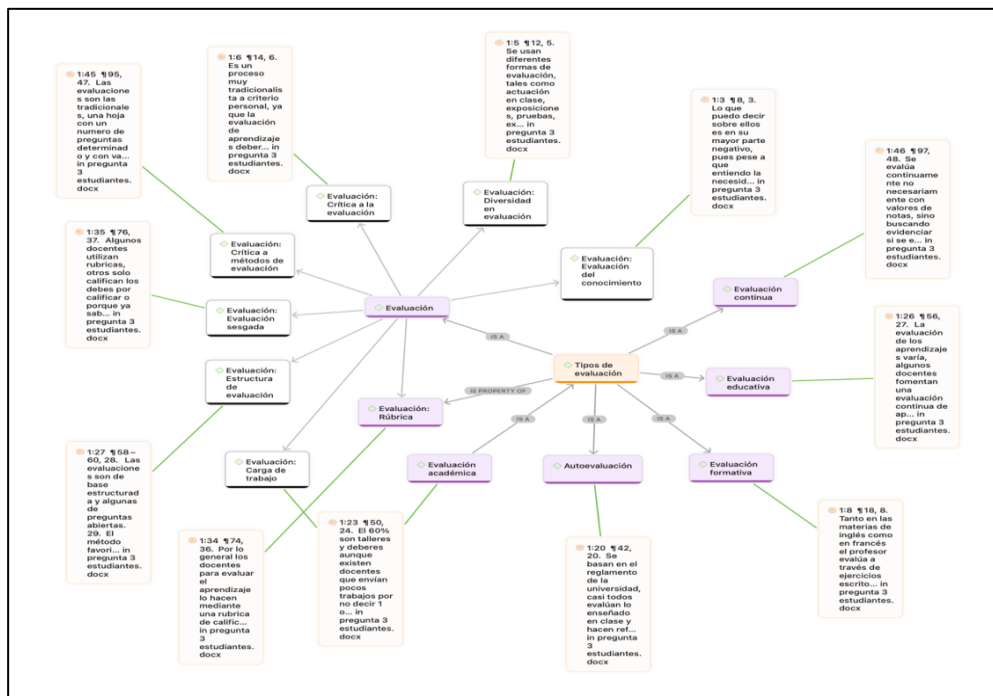 1:45 ¶95,
47. Las
evaluacione
s son las
tradicionale
s, una hoja
con un
numero de
preguntas
determinad
o y con va...
in pregunta
3
estudiantes.
docx
1:6 ¶14, 6.
Es un
proceso
muy
tradicionali
sta a
criterio
personal, ya
que la
evaluación
de
aprendizaje
s deber... in
pregunta 3
estudiantes.
docx
1:5 ¶12, 5.
Se usan
diferentes
formas de
evaluación,
tales como
actuación
en clase,
exposicione
s, pruebas,
ex... in
pregunta 3
estudiantes.
docx
1:3 ¶8, 3.
Lo que
puedo decir
sobre ellos
es en su
mayor parte
negativo,
pues pese a
que
entiendo la
necesid... in
pregunta 3
estudiantes.
docx
1:46 ¶97,
48. Se
evalúa
continuame
nte no
necesariam
ente con
valores de
notas, sino
buscando
evidenciar
si se e... in
pregunta 3
estudiantes.
docx
Evaluación:
Crítica a la
evaluación
Evaluación:
Diversidad
en
evaluación
Evaluación:
Crítica a
métodos de
evaluación
Evaluación:
Evaluación
del
conocimiento
Evaluación
continua
1:35 ¶76,
37. Algunos
docentes
utilizan
rubricas,
otros solo
califican los
debes por
calificar o
porque ya
sab... in
pregunta 3
estudiantes.
docx
Evaluación:
Evaluación
sesgada
Evaluación
IS A
IS A
1:26 ¶56,
27. La
evaluación
de los
aprendizaje
s varía,
algunos
docentes
fomentan
una
evaluación
continua de
ap... in
pregunta 3
estudiantes.
docx
Evaluación:
Estructura
de
evaluación
Tipos de
evaluación
IS A
Evaluación
educativa
IS PROPERTY OF
Evaluación:
Rúbrica
IS A
IS A
IS A
Evaluación:
Carga de
trabajo
Evaluación
académica
Autoevaluación
Evaluación
formativa
1:27 ¶58–
60, 28. Las
evaluacione
s son de
base
estructurad
a y algunas
de
preguntas
abiertas.
29. El
método
favori... in
pregunta 3
estudiantes.
docx
1:34 ¶74,
36. Por lo
general los
docentes
para evaluar
el
aprendizaje
lo hacen
mediante
una rubrica
de
califc...
in pregunta
3
estudiantes.
docx
1:23 ¶50,
24. El 60%
son talleres
y deberes
aunque
existen
docentes
que envían
pocos
trabajos por
no decir 1
o... in
pregunta 3
estudiantes.
docx
1:20 ¶42,
20. Se
basan en el
reglamento
de la
universidad,
casi todos
evalúan lo
enseñado
en clase y
hacen ref...
in pregunta
3
estudiantes.
docx
1:8 ¶18, 8.
Tanto en las
materias de
inglés como
en francés
el profesor
evalúa a
través de
ejercicios
escrito... in
pregunta 3
estudiantes.
docx